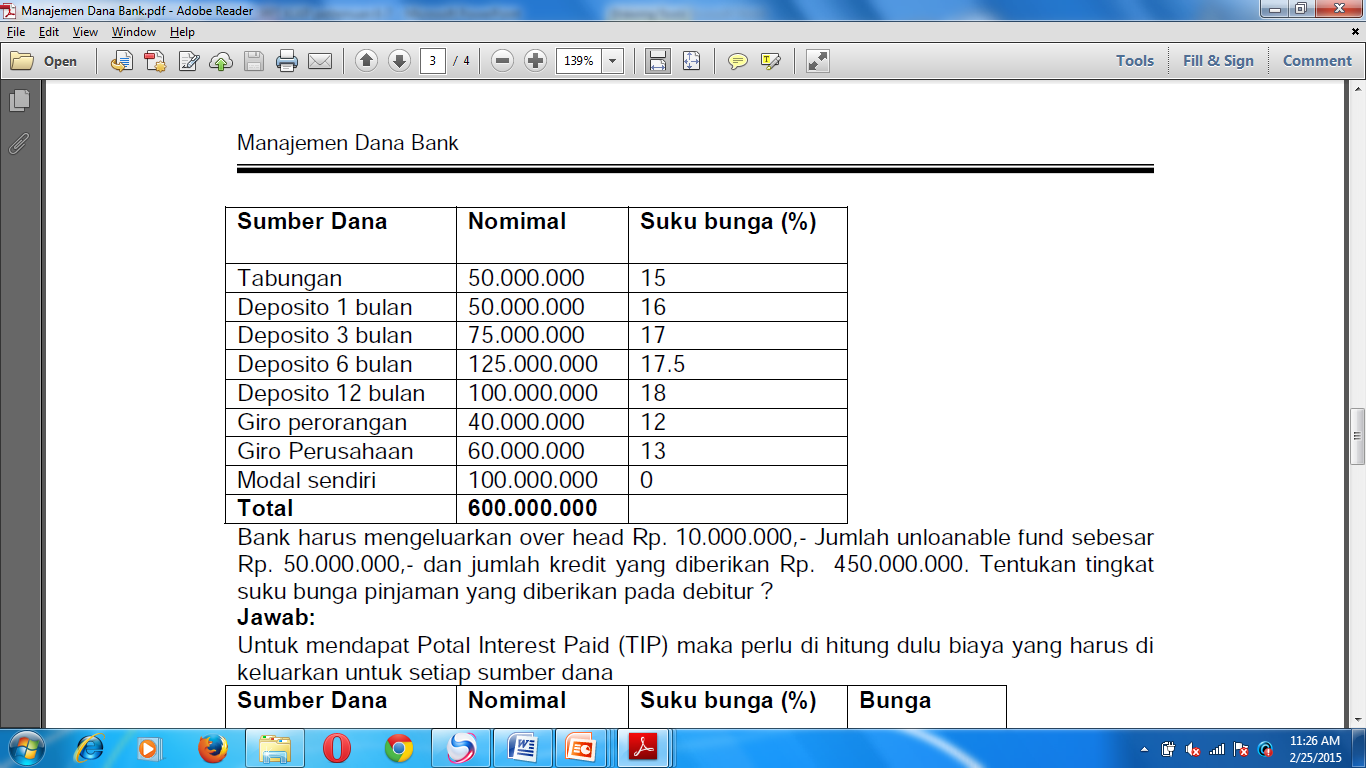 Manajemen Dana Bank.pdf - Adobe Reader
File Edit View Window Help
Open 3 / 4 139% Tools Fill & Sign Comment
Manajemen Dana Bank
Sumber Dana Nomimal Suku bunga (%)
Tabungan 50.000.000 15
Deposito 1 bulan 50.000.000 16
Deposito 3 bulan 75.000.000 17
Deposito 6 bulan 125.000.000 17.5
Deposito 12 bulan 100.000.000 18
Giro perorangan 40.000.000 12
Giro Perusahaan 60.000.000 13
Modal sendiri 100.000.000 0
Total 600.000.000
Bank harus mengeluarkan over head Rp. 10.000.000,- Jumlah unloanable fund sebesar
Rp. 50.000.000,- dan jumlah kredit yang diberikan Rp. 450.000.000. Tentukan tingkat
suku bunga pinjaman yang diberikan pada debitur ?
Jawab:
Untuk mendapat Potal Interest Paid (TIP) maka perlu di hitung dulu biaya yang harus di
keluarkan untuk setiap sumber dana
Sumber Dana Nomimal Suku bunga (%) Bunga
11:26 AM
2/25/2015